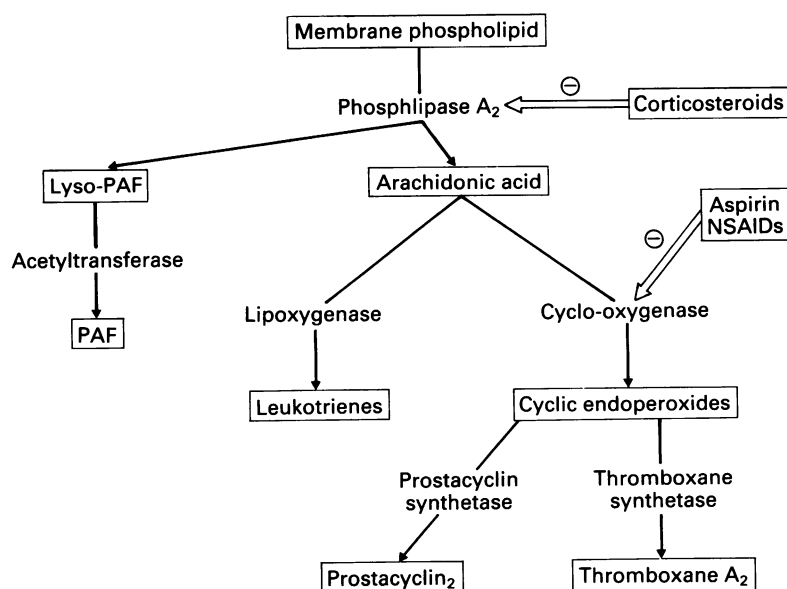 Membrane phospholipid
Phosphlipase A₂
Corticosteroids
Lyso-PAF
Arachidonic acid
Aspirin
NSAIDs
Acetyltransferase
Lipoxygenase
Cyclo-oxygenase
PAF
Leukotrienes
Cyclic endoperoxides
Prostacyclin
synthetase
Thromboxane
synthetase
Prostacyclin₂
Thromboxane A₂